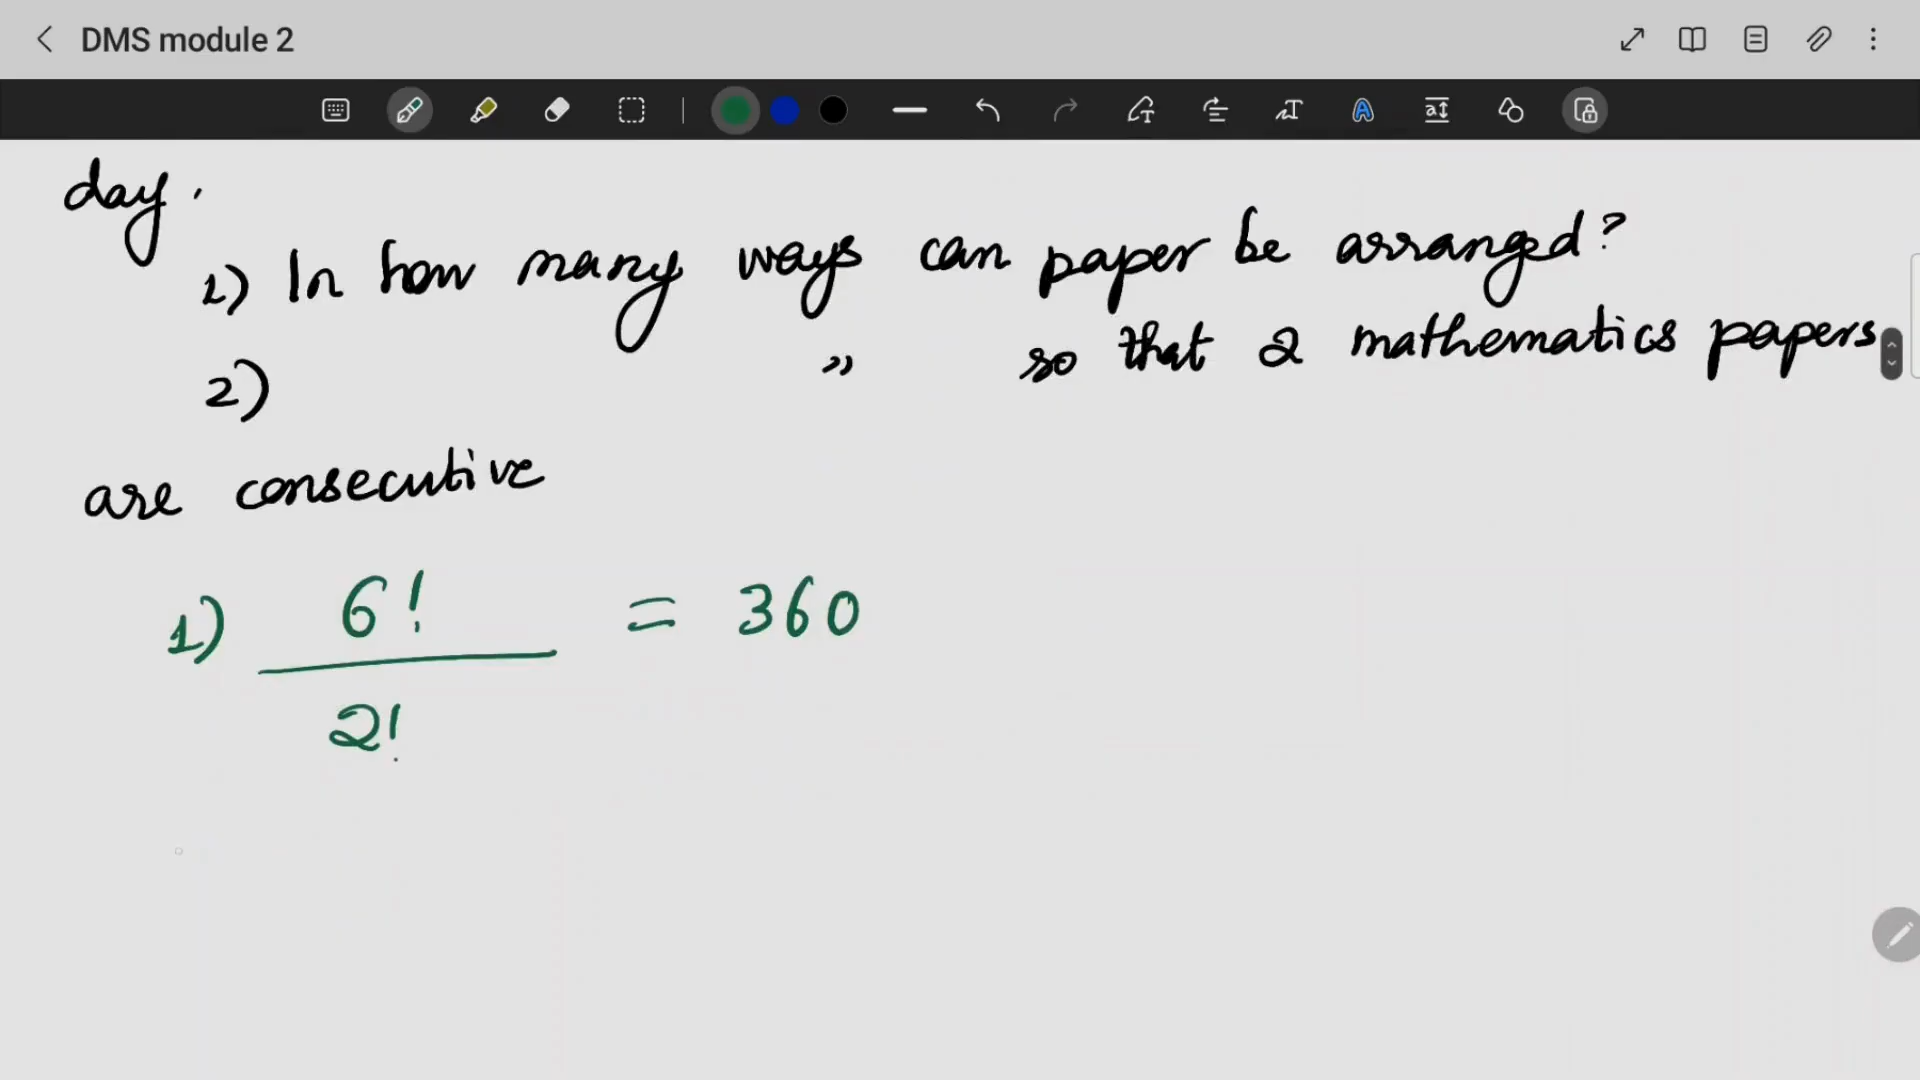 DMS module 2
day.
1) In how many ways can paper be arranged?
2) " so that 2 mathematics papers
are consecutive
1) 6! / 2! = 360